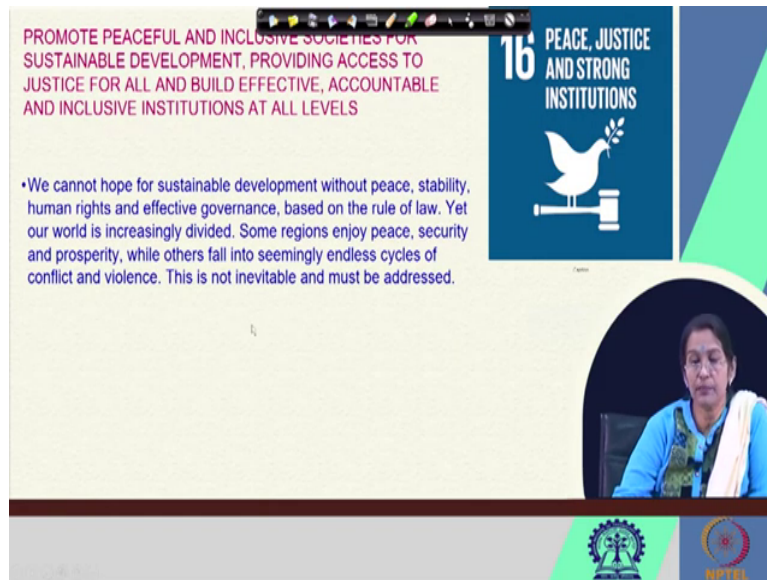 PROMOTE PEACEFUL AND INCLUSIVE SOCIETIES FOR
SUSTAINABLE DEVELOPMENT, PROVIDING ACCESS TO
JUSTICE FOR ALL AND BUILD EFFECTIVE, ACCOUNTABLE
AND INCLUSIVE INSTITUTIONS AT ALL LEVELS
16 PEACE, JUSTICE
AND STRONG
INSTITUTIONS
•We cannot hope for sustainable development without peace, stability,
human rights and effective governance, based on the rule of law. Yet
our world is increasingly divided. Some regions enjoy peace, security
and prosperity, while others fall into seemingly endless cycles of
conflict and violence. This is not inevitable and must be addressed.
NPTEL